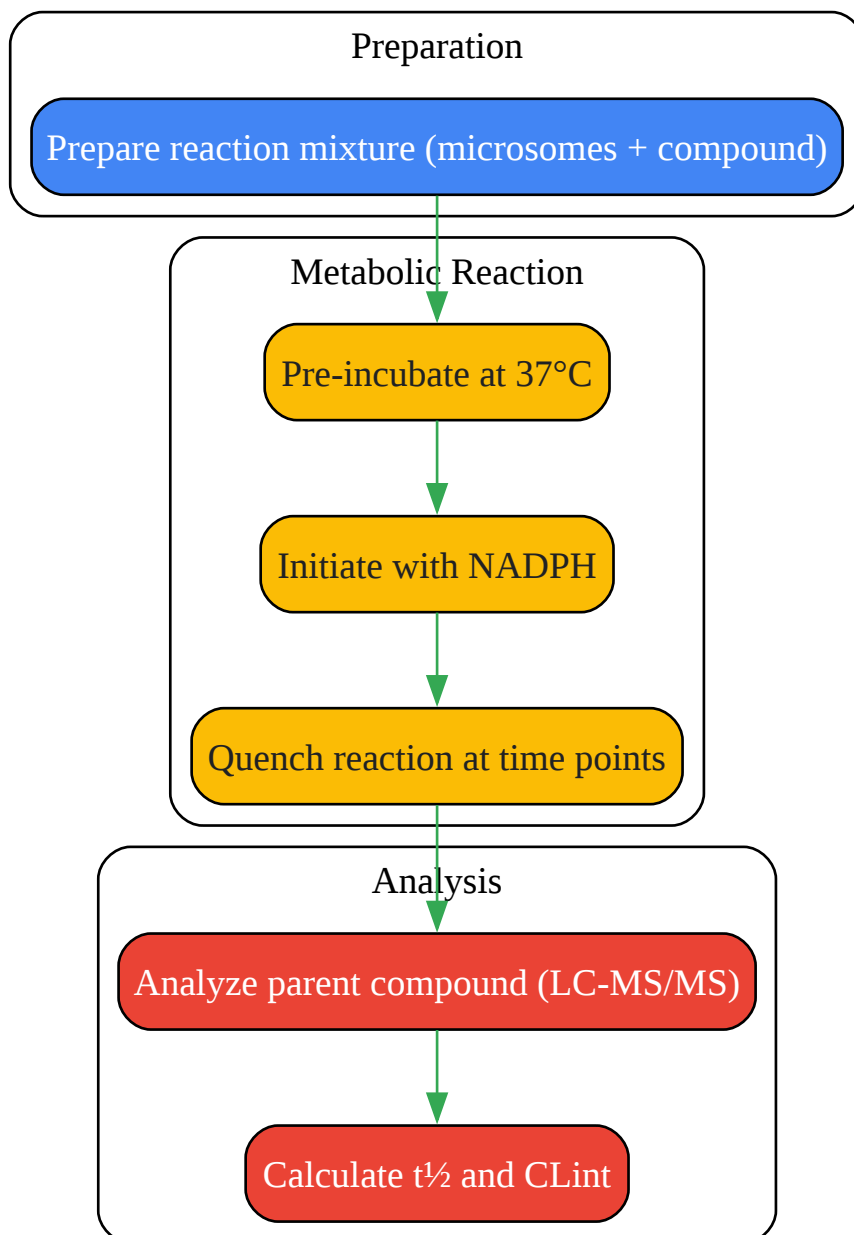 Preparation
Prepare reaction mixture (microsomes + compound)
Metabolic Reaction
Pre-incubate at 37°C
Initiate with NADPH
Quench reaction at time points
Analysis
Analyze parent compound (LC-MS/MS)
Calculate t½ and CLint